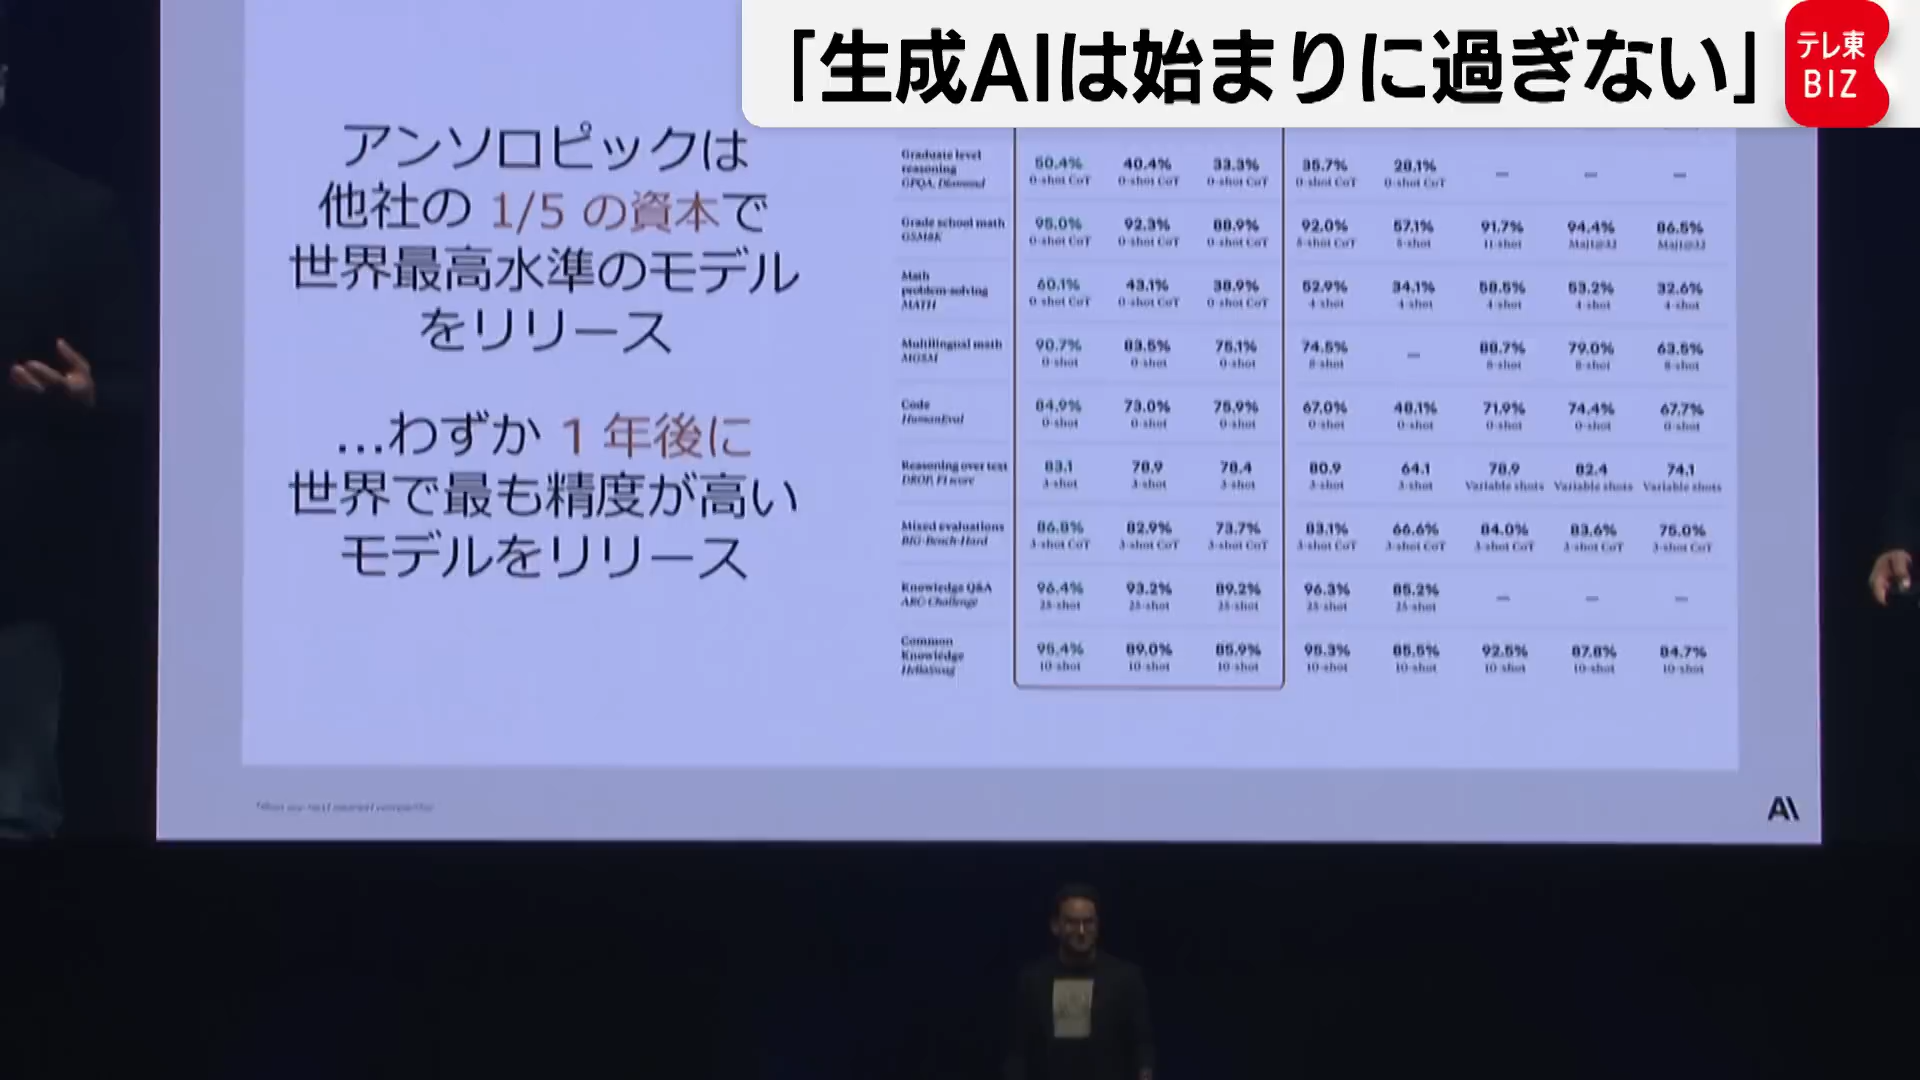 「生成AIは始まりに過ぎない」
テレ東
BIZ
アンソロピックは
他社の 1/5 の資本で
世界最高水準のモデル
をリリース
…わずか 1 年後に
世界で最も精度が高い
モデルをリリース
Graduate level
reasoning
GPQA, Diamond
50.4% 40.4% 33.3% 35.7% 28.1% — — —
0-shot CoT 0-shot CoT 0-shot CoT 0-shot CoT 0-shot CoT
Grade school math
GSM8K
95.0% 92.3% 88.9% 92.0% 57.1% 91.7% 94.4% 86.5%
0-shot CoT 0-shot CoT 0-shot CoT 5-shot CoT 5-shot 11-shot Maj1@32 Maj1@32
Math
problem-solving
MATH
60.1% 43.1% 38.9% 52.9% 34.1% 58.5% 53.2% 32.6%
0-shot CoT 0-shot CoT 0-shot CoT 4-shot 4-shot 4-shot 4-shot 4-shot
Multilingual math
MGSM
90.7% 83.5% 75.1% 74.5% — 88.7% 79.0% 63.5%
0-shot 0-shot 0-shot 8-shot 8-shot 8-shot 8-shot
Code
HumanEval
84.9% 73.0% 75.9% 67.0% 48.1% 71.9% 74.4% 67.7%
0-shot 0-shot 0-shot 0-shot 0-shot 0-shot 0-shot 0-shot
Reasoning over text
DROP, F1 score
83.1 78.9 78.4 80.9 64.1 78.9 82.4 74.1
3-shot 3-shot 3-shot 3-shot 3-shot Variable shots Variable shots Variable shots
Mixed evaluations
BIG-Bench-Hard
86.8% 82.9% 73.7% 83.1% 66.6% 84.0% 83.6% 75.0%
3-shot CoT 3-shot CoT 3-shot CoT 3-shot CoT 3-shot CoT 3-shot CoT 3-shot CoT 3-shot CoT
Knowledge Q&A
ARC-Challenge
96.4% 93.2% 89.2% 96.3% 85.2% — — —
25-shot 25-shot 25-shot 25-shot 25-shot
Common
Knowledge
HellaSwag
95.4% 89.0% 85.9% 95.3% 85.5% 92.5% 87.8% 84.7%
10-shot 10-shot 10-shot 10-shot 10-shot 10-shot 10-shot 10-shot
A\